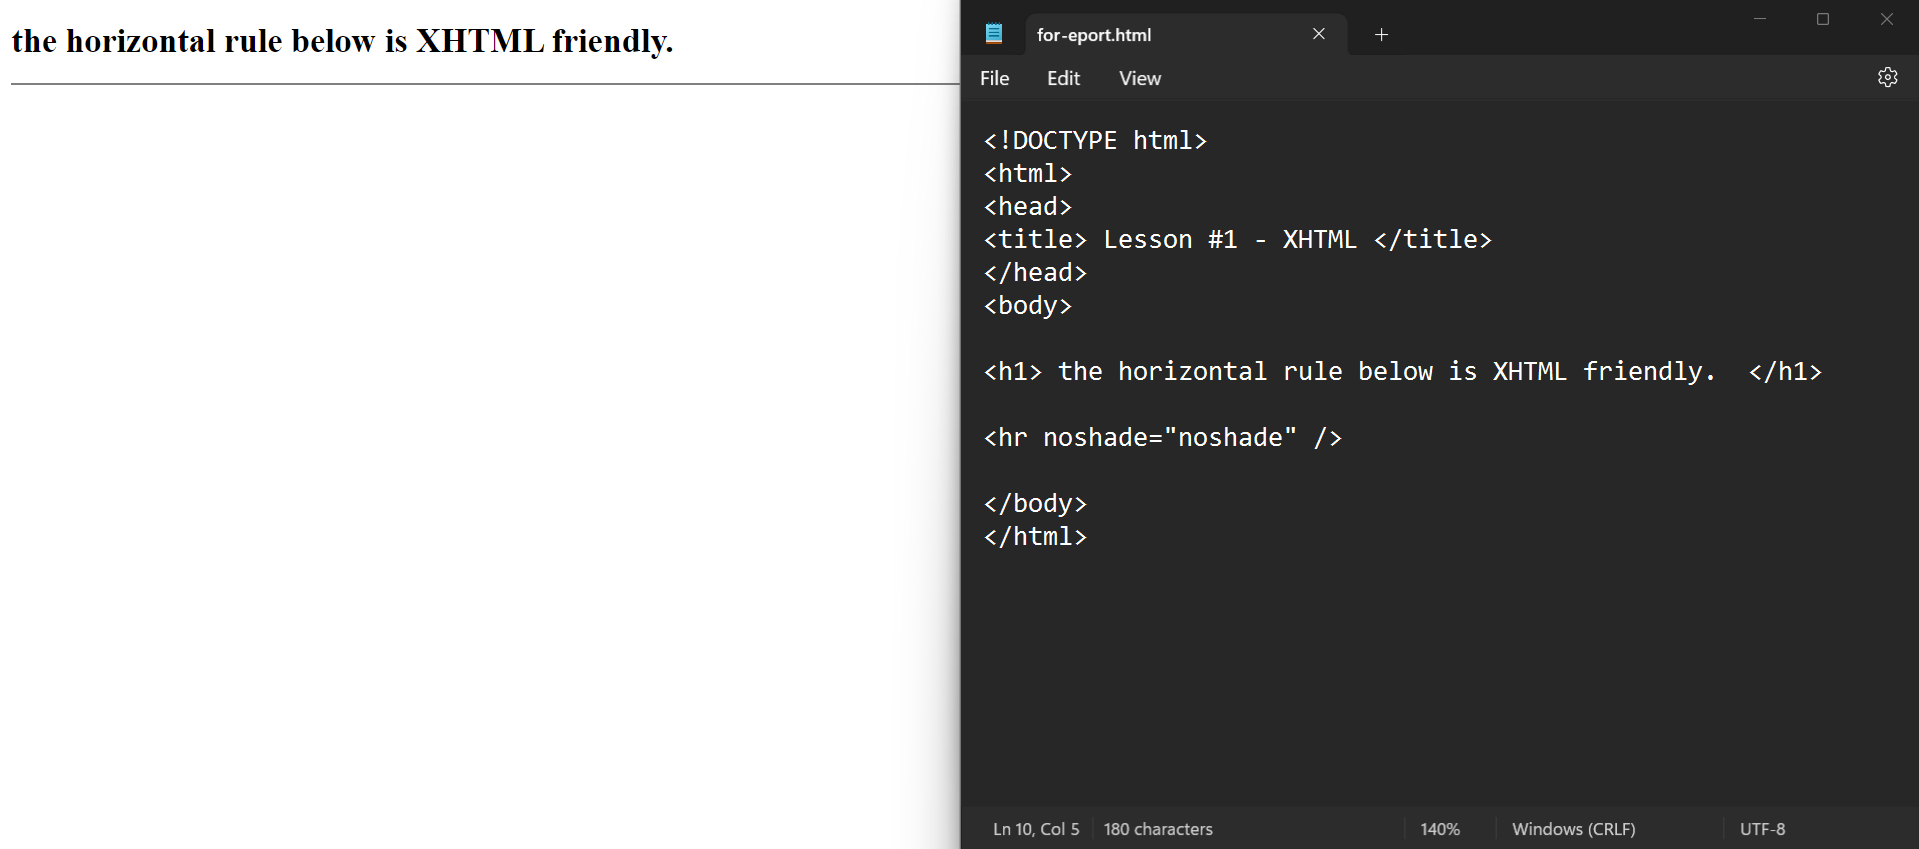 the horizontal rule below is XHTML friendly.
for-eport.html
File Edit View
<!DOCTYPE html>
<html>
<head>
<title> Lesson #1 - XHTML </title>
</head>
<body>
<h1> the horizontal rule below is XHTML friendly.  </h1>
<hr noshade="noshade" />
</body>
</html>
Ln 10, Col 5 180 characters 140% Windows (CRLF) UTF-8